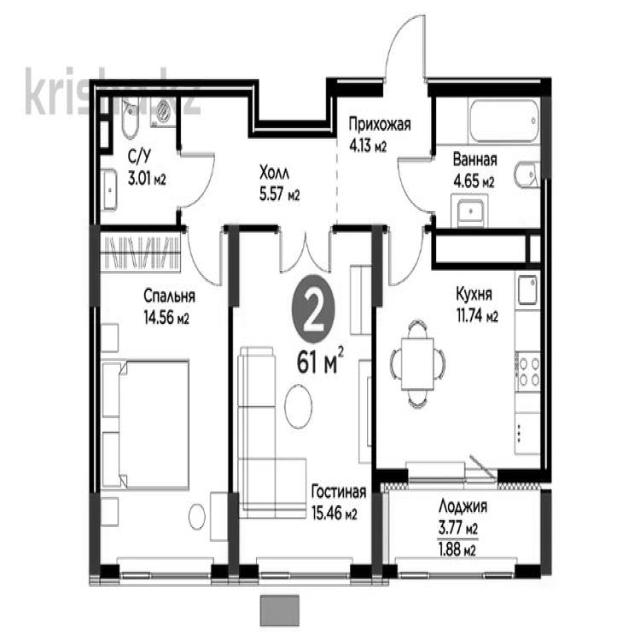 krisha.kz
Прихожая
4.13 м2
С/У
3.01 м2
Холл
5.57 м2
Ванная
4.65 м2
Спальня
14.56 м2
2
61 м2
Кухня
11.74 м2
Гостиная
15.46 м2
Лоджия
3.77 м2
1.88 м2